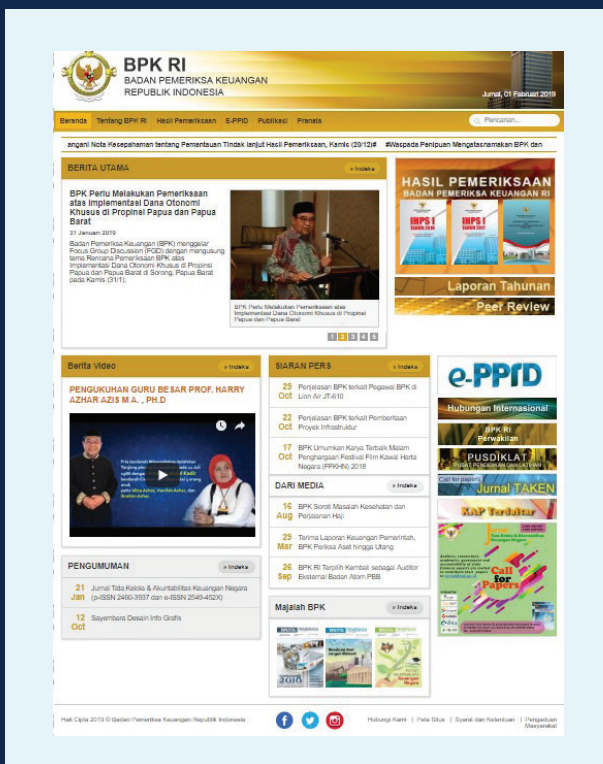 BPK RI
BADAN PEMERIKSA KEUANGAN
REPUBLIK INDONESIA
Jumat, 01 Februari 2019
Beranda Tentang BPK RI Hasil Pemeriksaan E-PPID Publikasi Pranala
Pencarian...
angani Nota Kesepahaman tentang Pemantauan Tindak lanjut Hasil Pemeriksaan, Kamis (20/12)# #Waspada Penipuan Mengatasnamakan BPK dan
BERITA UTAMA
» Indeks
BPK Perlu Melakukan Pemeriksaan
atas Implementasi Dana Otonomi
Khusus di Propinsi Papua dan Papua
Barat
31 Januari 2019
Badan Pemeriksa Keuangan (BPK) menggelar
Focus Group Discussion (FGD) dengan mengusung
tema Rencana Pemeriksaan BPK atas
Implementasi Dana Otonomi Khusus di Propinsi
Papua dan Papua Barat di Sorong, Papua Barat
pada Kamis (31/1).
BPK Perlu Melakukan Pemeriksaan atas
Implementasi Dana Otonomi Khusus di Propinsi
Papua dan Papua Barat
1 2 3 4 5
HASIL PEMERIKSAAN
BADAN PEMERIKSA KEUANGAN RI
IHPS I
IHPS I
Laporan Tahunan
Peer Review
Berita Video
» Indeks
PENGUKUHAN GURU BESAR PROF. HARRY
AZHAR AZIS M A. , PH.D
PENGUMUMAN
» Indeks
21 Jan
Jurnal Tata Kelola & Akuntabilitas Keuangan Negara
(p-ISSN 2460-3937 dan e-ISSN 2549-452X)
12 Oct
Sayembara Desain Info Grafis
SIARAN PERS
» Indeks
29 Oct
Penjelasan BPK terkait Pegawai BPK di
Lion Air JT-610
22 Oct
Penjelasan BPK terkait Pemberitaan
Proyek Infrastruktur
17 Oct
BPK Umumkan Karya Terbaik Malam
Penghargaan Festival Film Kawal Harta
Negara (FFKHN) 2018
DARI MEDIA
» Indeks
16 Aug
BPK Soroti Masalah Kesehatan dan
Perjalanan Haji
29 Mar
Terima Laporan Keuangan Pemerintah,
BPK Periksa Aset hingga Utang
26 Sep
BPK RI Terpilih Kembali sebagai Auditor
Eksternal Badan Atom PBB
Majalah BPK
» Indeks
e-PPID
Hubungan Internasional
BPK RI
Perwakilan
PUSDIKLAT
PUSAT PENDIDIKAN DAN LATIHAN
Call for papers
Jurnal TAKEN
KAP Terdaftar
Call
for
Papers
Hak Cipta 2019 © Badan Pemeriksa Keuangan Republik Indonesia
Hubungi Kami | Peta Situs | Syarat dan Ketentuan | Pengaduan
Masyarakat